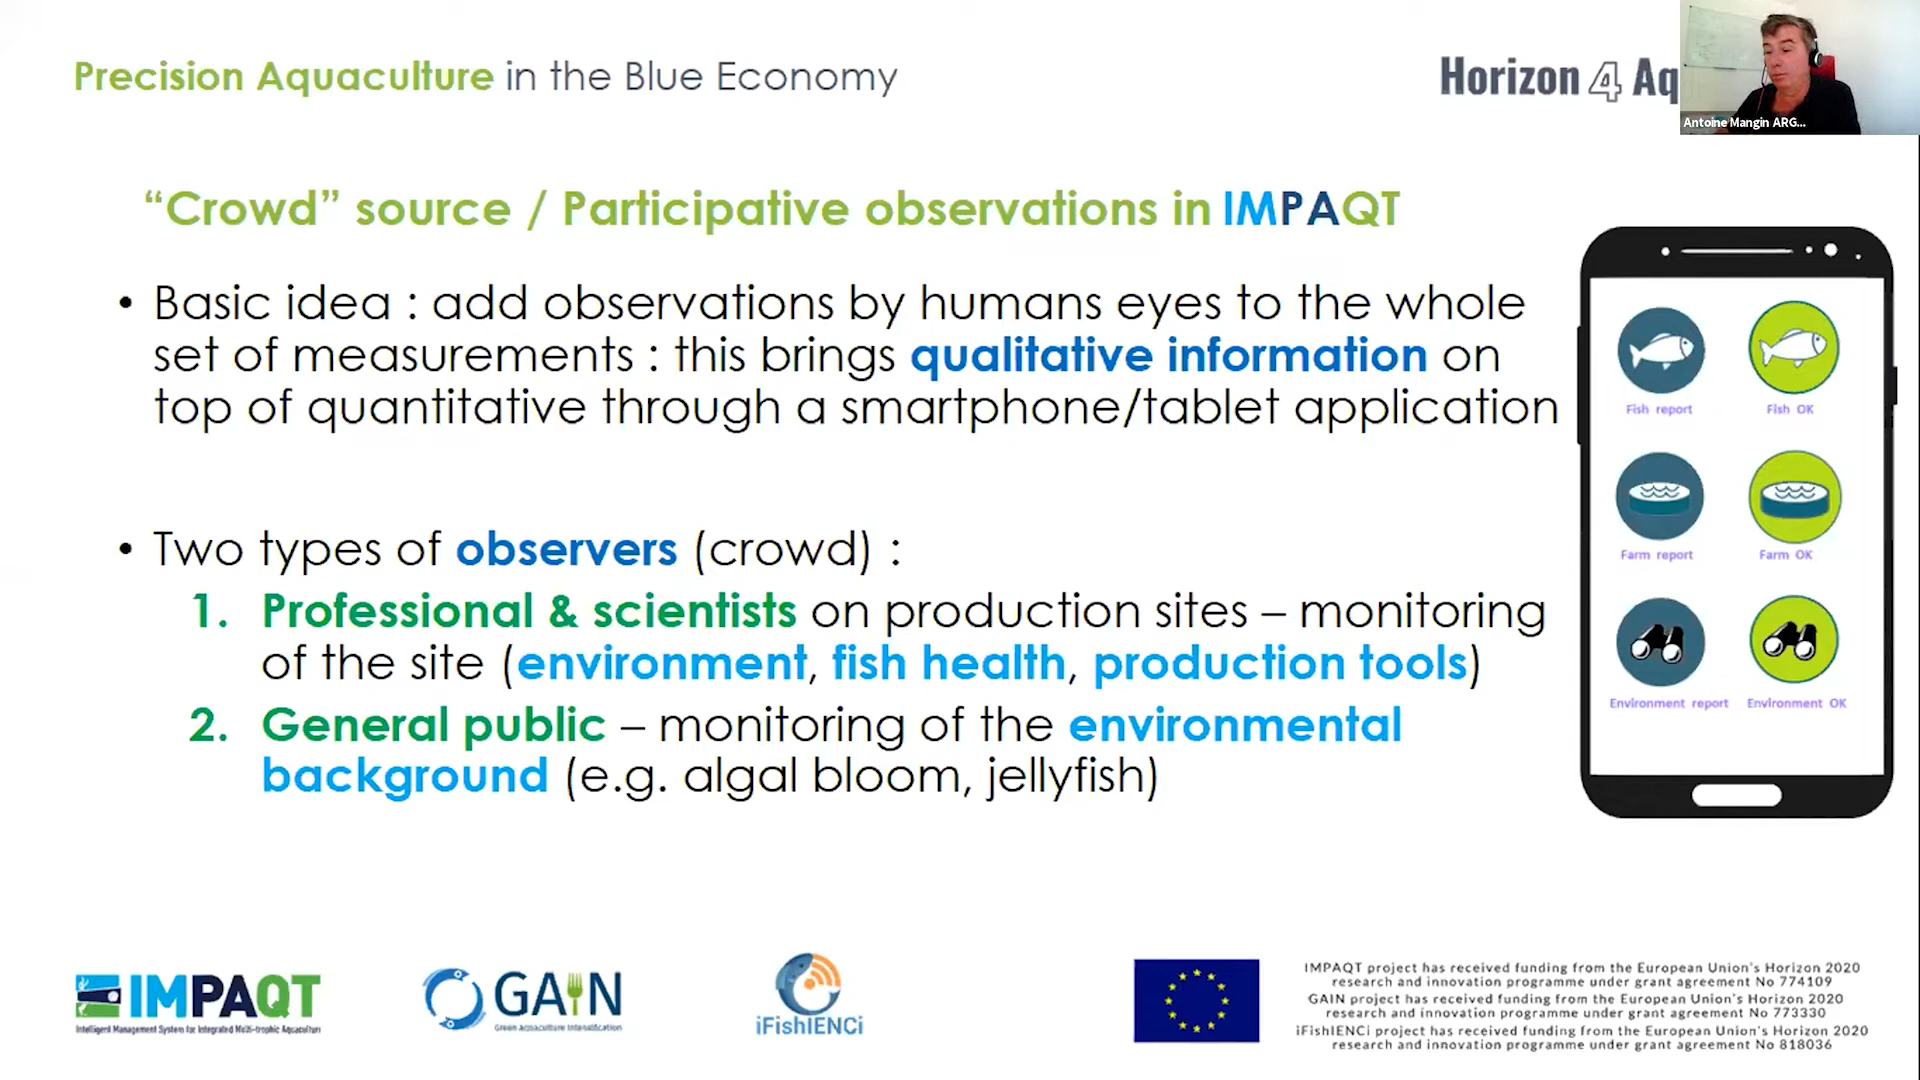 Precision Aquaculture in the Blue Economy
Horizon 4 Aq
Antoine Mangin ARG...
“Crowd” source / Participative observations in IMPAQT
• Basic idea : add observations by humans eyes to the whole
set of measurements : this brings qualitative information on
top of quantitative through a smartphone/tablet application
• Two types of observers (crowd) :
1. Professional & scientists on production sites – monitoring
of the site (environment, fish health, production tools)
2. General public – monitoring of the environmental
background (e.g. algal bloom, jellyfish)
Fish report
Fish OK
Farm report
Farm OK
Environment report
Environment OK
IMPAQT
Intelligent Management System for Integrated Multi-trophic Aquaculture
GAIN
Green Aquaculture Intensification
iFishIENCi
IMPAQT project has received funding from the European Union's Horizon 2020
research and innovation programme under grant agreement No 774109
GAIN project has received funding from the European Union's Horizon 2020
research and innovation programme under grant agreement No 773330
iFishIENCi project has received funding from the European Union's Horizon 2020
research and innovation programme under grant agreement No 818036